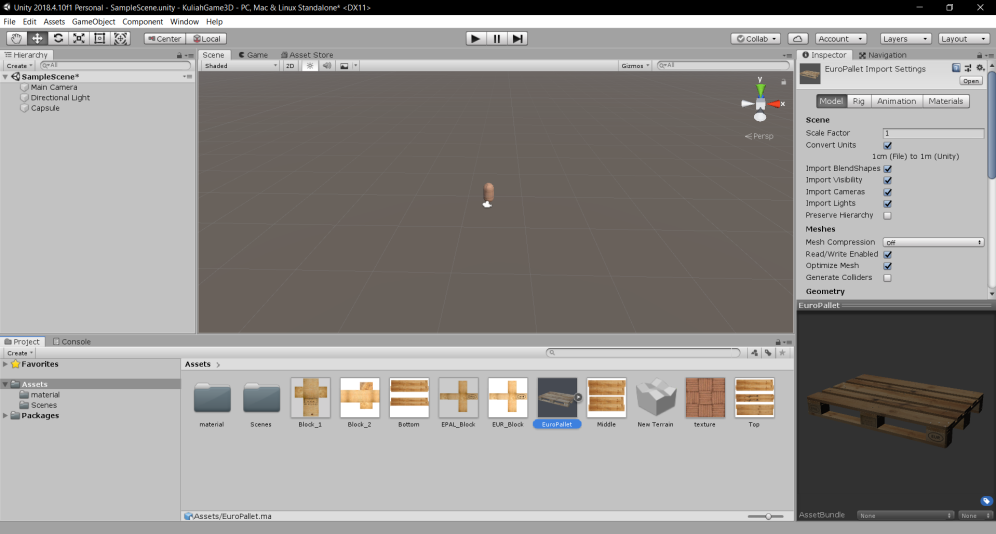 Unity 2018.4.10f1 Personal - SampleScene.unity - KuliahGame3D - PC, Mac & Linux Standalone* <DX11>
File Edit Assets GameObject Component Window Help
Center Local Collab Account Layers Layout
Hierarchy
Create All
SampleScene*
Main Camera
Directional Light
Capsule
Scene Game Asset Store
Shaded 2D Gizmos All
y
x
Persp
Inspector Navigation
EuroPallet Import Settings
Open
Model Rig Animation Materials
Scene
Scale Factor 1
Convert Units
1cm (File) to 1m (Unity)
Import BlendShapes
Import Visibility
Import Cameras
Import Lights
Preserve Hierarchy
Meshes
Mesh Compression Off
Read/Write Enabled
Optimize Mesh
Generate Colliders
Geometry
EuroPallet
AssetBundle None None
Project Console
Create
Favorites
Assets
material
Scenes
Packages
Assets
material Scenes Block_1 Block_2 Bottom EPAL_Block EUR_Block EuroPallet Middle New Terrain texture Top
Assets/EuroPallet.ma